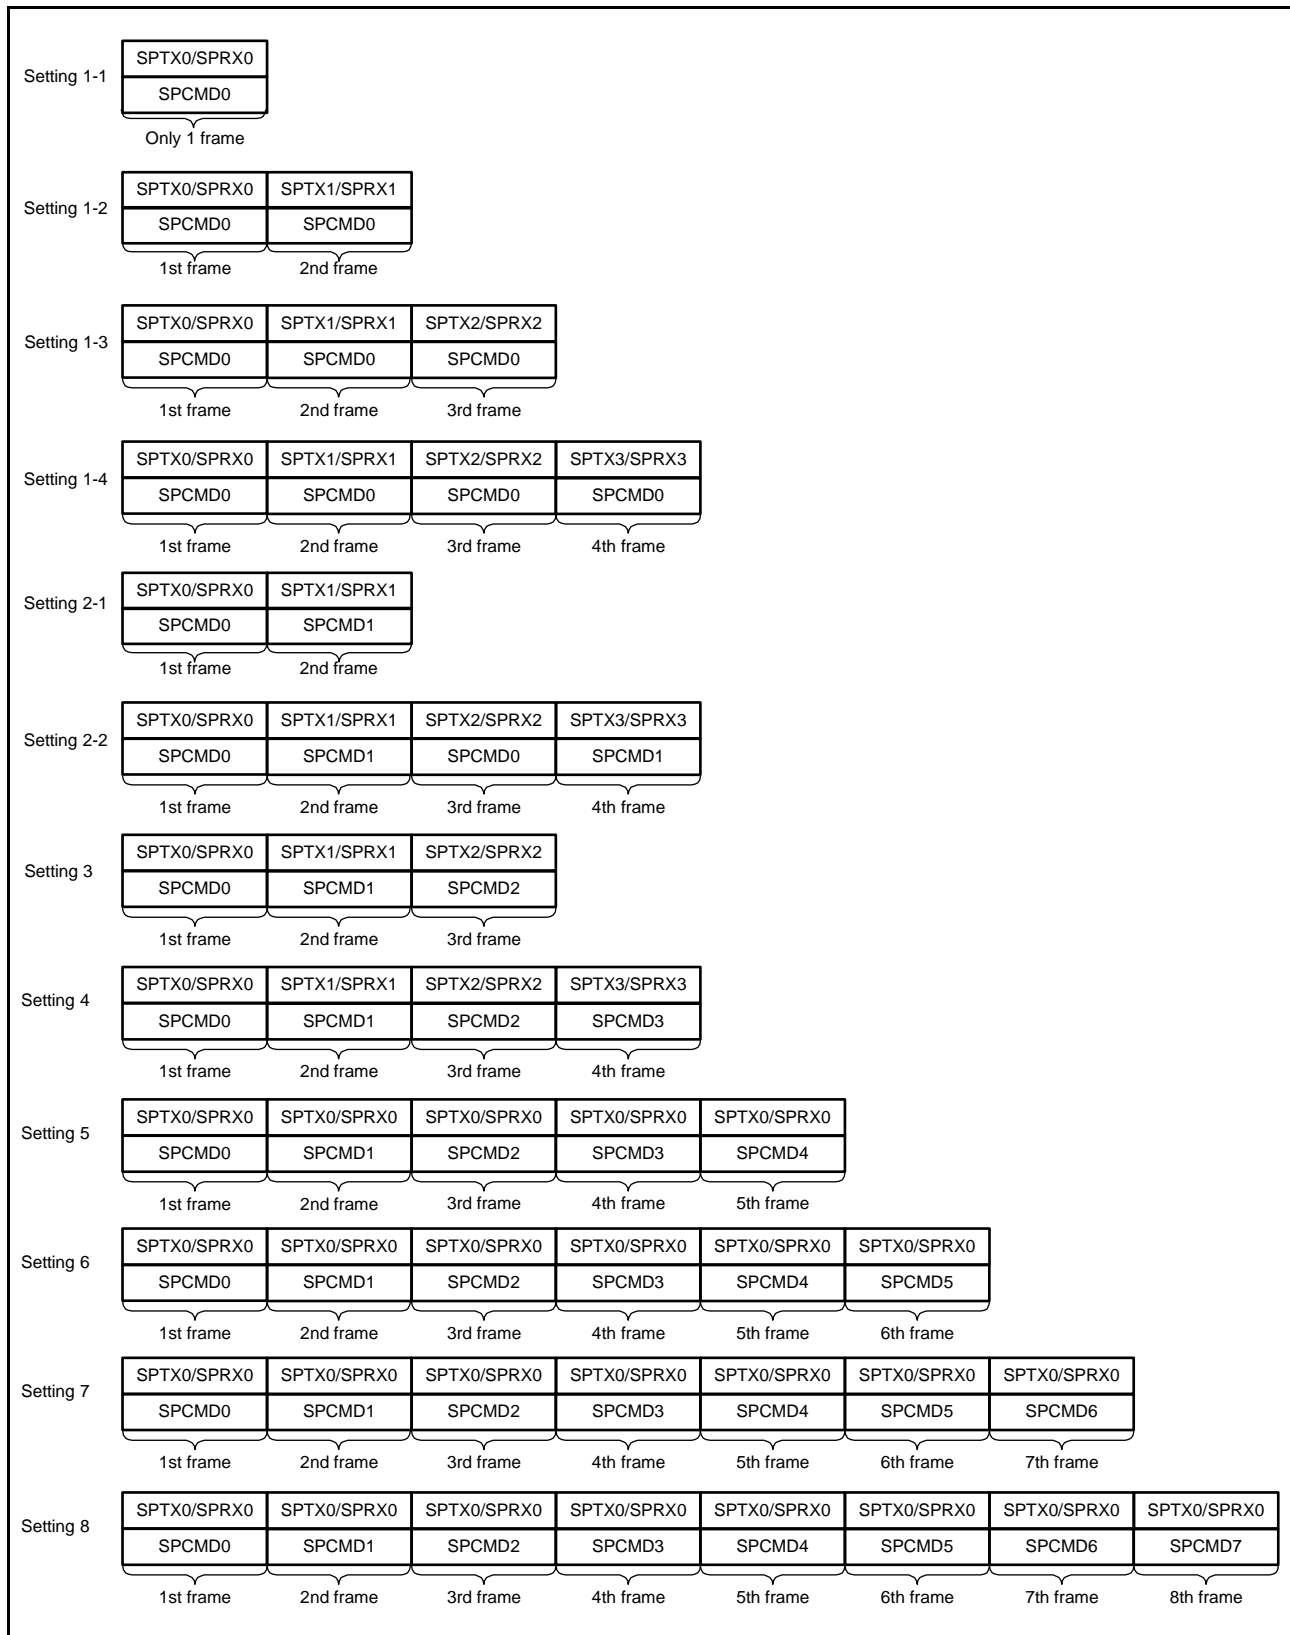 Setting 1-1
SPTX0/SPRX0
SPCMD0
Only 1 frame
Setting 1-2
SPTX0/SPRX0 SPTX1/SPRX1
SPCMD0 SPCMD0
1st frame 2nd frame
Setting 1-3
SPTX0/SPRX0 SPTX1/SPRX1 SPTX2/SPRX2
SPCMD0 SPCMD0 SPCMD0
1st frame 2nd frame 3rd frame
Setting 1-4
SPTX0/SPRX0 SPTX1/SPRX1 SPTX2/SPRX2 SPTX3/SPRX3
SPCMD0 SPCMD0 SPCMD0 SPCMD0
1st frame 2nd frame 3rd frame 4th frame
Setting 2-1
SPTX0/SPRX0 SPTX1/SPRX1
SPCMD0 SPCMD1
1st frame 2nd frame
Setting 2-2
SPTX0/SPRX0 SPTX1/SPRX1 SPTX2/SPRX2 SPTX3/SPRX3
SPCMD0 SPCMD1 SPCMD0 SPCMD1
1st frame 2nd frame 3rd frame 4th frame
Setting 3
SPTX0/SPRX0 SPTX1/SPRX1 SPTX2/SPRX2
SPCMD0 SPCMD1 SPCMD2
1st frame 2nd frame 3rd frame
Setting 4
SPTX0/SPRX0 SPTX1/SPRX1 SPTX2/SPRX2 SPTX3/SPRX3
SPCMD0 SPCMD1 SPCMD2 SPCMD3
1st frame 2nd frame 3rd frame 4th frame
Setting 5
SPTX0/SPRX0 SPTX0/SPRX0 SPTX0/SPRX0 SPTX0/SPRX0 SPTX0/SPRX0
SPCMD0 SPCMD1 SPCMD2 SPCMD3 SPCMD4
1st frame 2nd frame 3rd frame 4th frame 5th frame
Setting 6
SPTX0/SPRX0 SPTX0/SPRX0 SPTX0/SPRX0 SPTX0/SPRX0 SPTX0/SPRX0 SPTX0/SPRX0
SPCMD0 SPCMD1 SPCMD2 SPCMD3 SPCMD4 SPCMD5
1st frame 2nd frame 3rd frame 4th frame 5th frame 6th frame
Setting 7
SPTX0/SPRX0 SPTX0/SPRX0 SPTX0/SPRX0 SPTX0/SPRX0 SPTX0/SPRX0 SPTX0/SPRX0 SPTX0/SPRX0
SPCMD0 SPCMD1 SPCMD2 SPCMD3 SPCMD4 SPCMD5 SPCMD6
1st frame 2nd frame 3rd frame 4th frame 5th frame 6th frame 7th frame
Setting 8
SPTX0/SPRX0 SPTX0/SPRX0 SPTX0/SPRX0 SPTX0/SPRX0 SPTX0/SPRX0 SPTX0/SPRX0 SPTX0/SPRX0 SPTX0/SPRX0
SPCMD0 SPCMD1 SPCMD2 SPCMD3 SPCMD4 SPCMD5 SPCMD6 SPCMD7
1st frame 2nd frame 3rd frame 4th frame 5th frame 6th frame 7th frame 8th frame